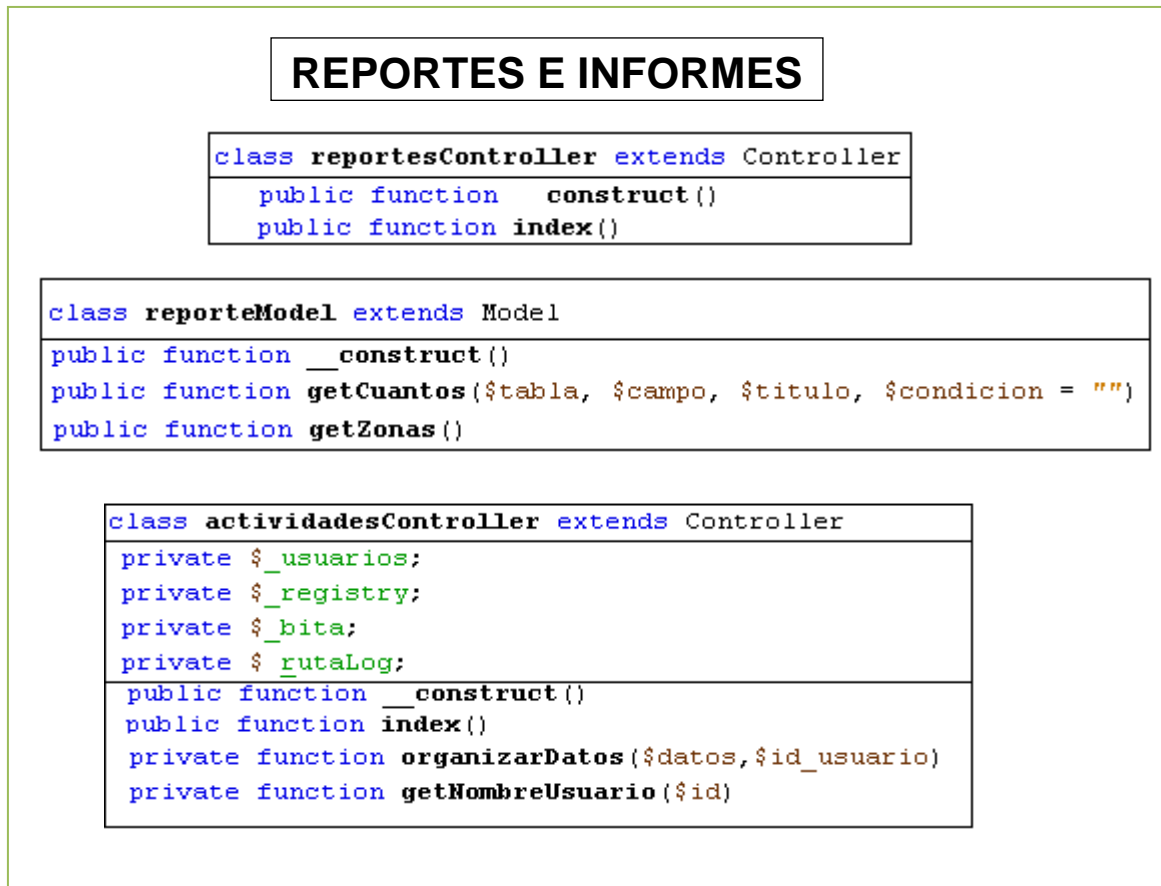 REPORTES E INFORMES
class reportesController extends Controller
public function construct()
public function index()
class reporteModel extends Model
public function __construct()
public function getCuantos($tabla, $campo, $titulo, $condicion = "")
public function getZonas()
class actividadesController extends Controller
private $_usuarios;
private $_registry;
private $_bita;
private $_rutaLog;
public function __construct()
public function index()
private function organizarDatos($datos,$id_usuario)
private function getNombreUsuario($id)